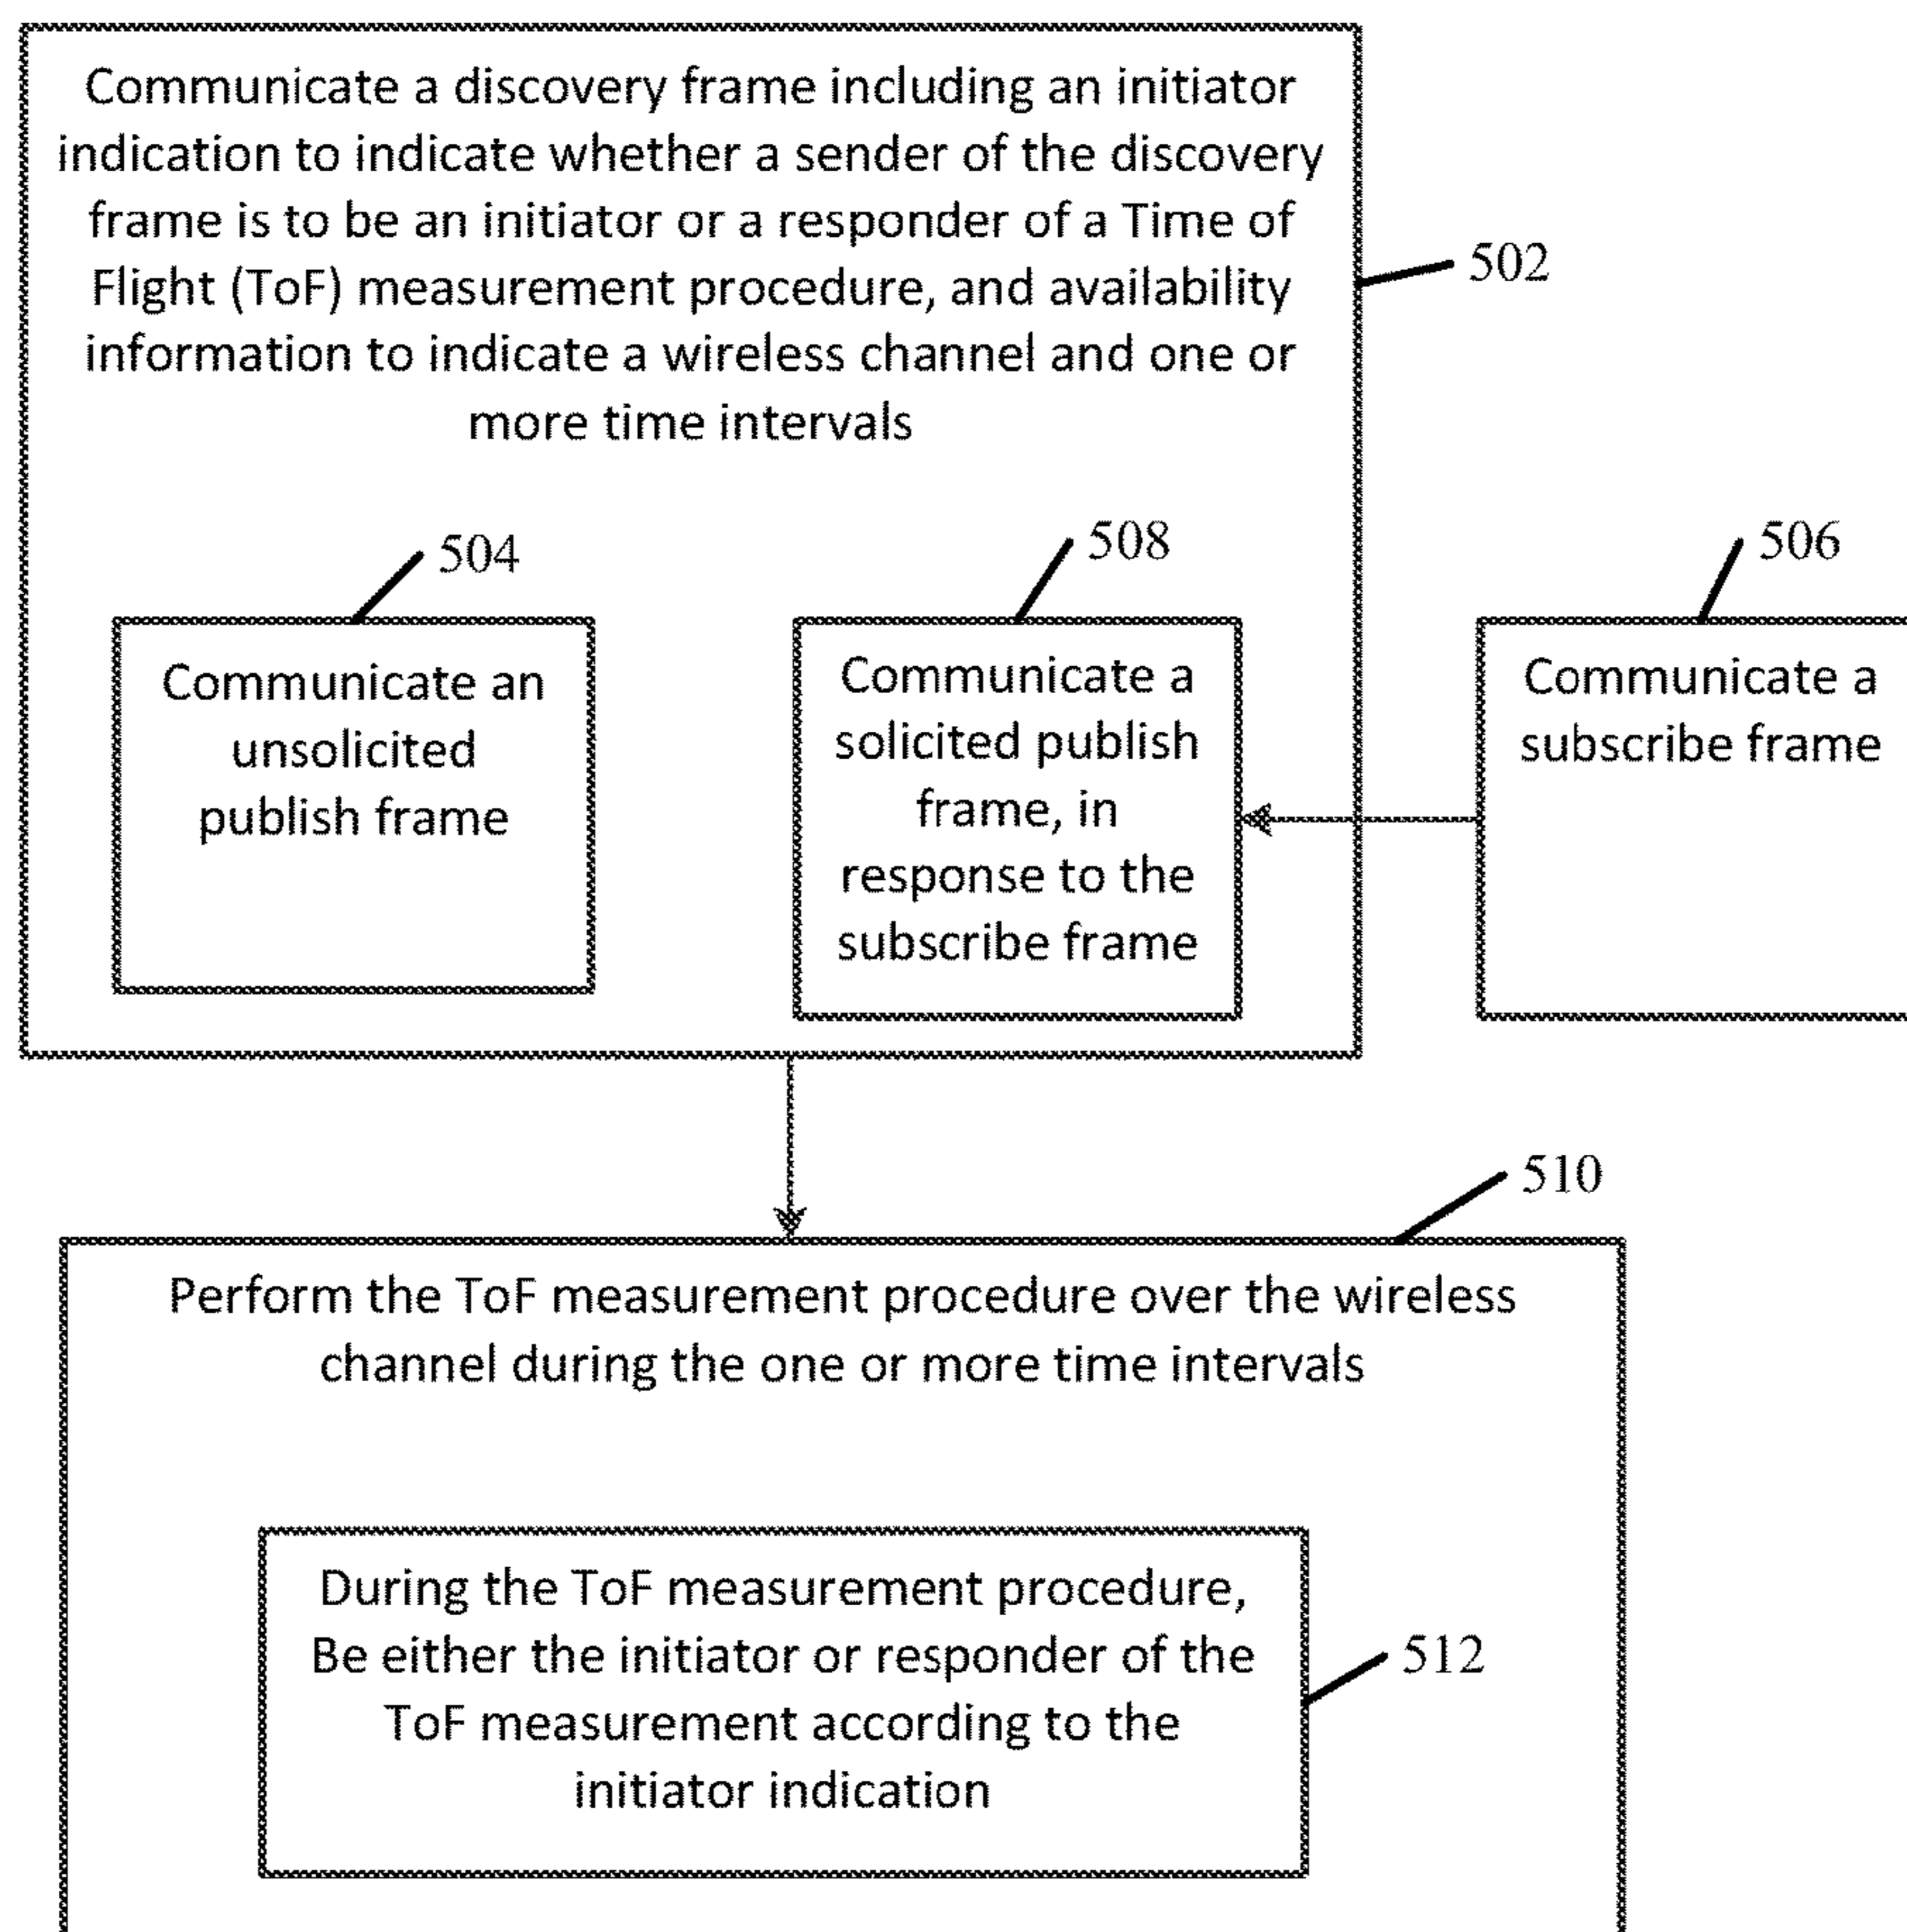 Communicate a discovery frame including an initiator
indication to indicate whether a sender of the discovery
frame is to be an initiator or a responder of a Time of
Flight (ToF) measurement procedure, and availability
information to indicate a wireless channel and one or
more time intervals
502
504
508
506
Communicate an
unsolicited
publish frame
Communicate a
solicited publish
frame, in
response to the
subscribe frame
Communicate a
subscribe frame
510
Perform the ToF measurement procedure over the wireless
channel during the one or more time intervals
During the ToF measurement procedure,
Be either the initiator or responder of the
ToF measurement according to the
initiator indication
512